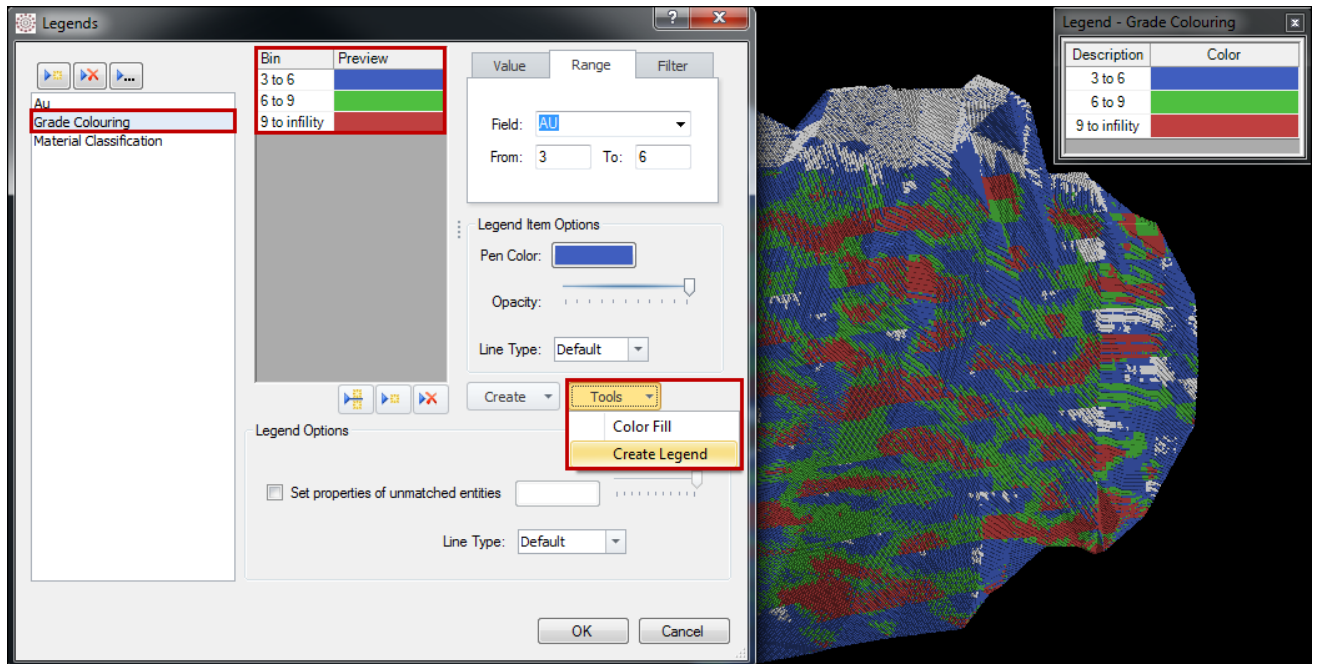 Legends
?
x
Au
Grade Colouring
Material Classification
Bin Preview
3 to 6
6 to 9
9 to infility
Value Range Filter
Field: AU
From: 3 To: 6
Legend Item Options
Pen Color:
Opacity:
Line Type: Default
Create Tools
Color Fill
Create Legend
Legend Options
Set properties of unmatched entities
Line Type: Default
OK Cancel
Legend - Grade Colouring
x
Description Color
3 to 6
6 to 9
9 to infility